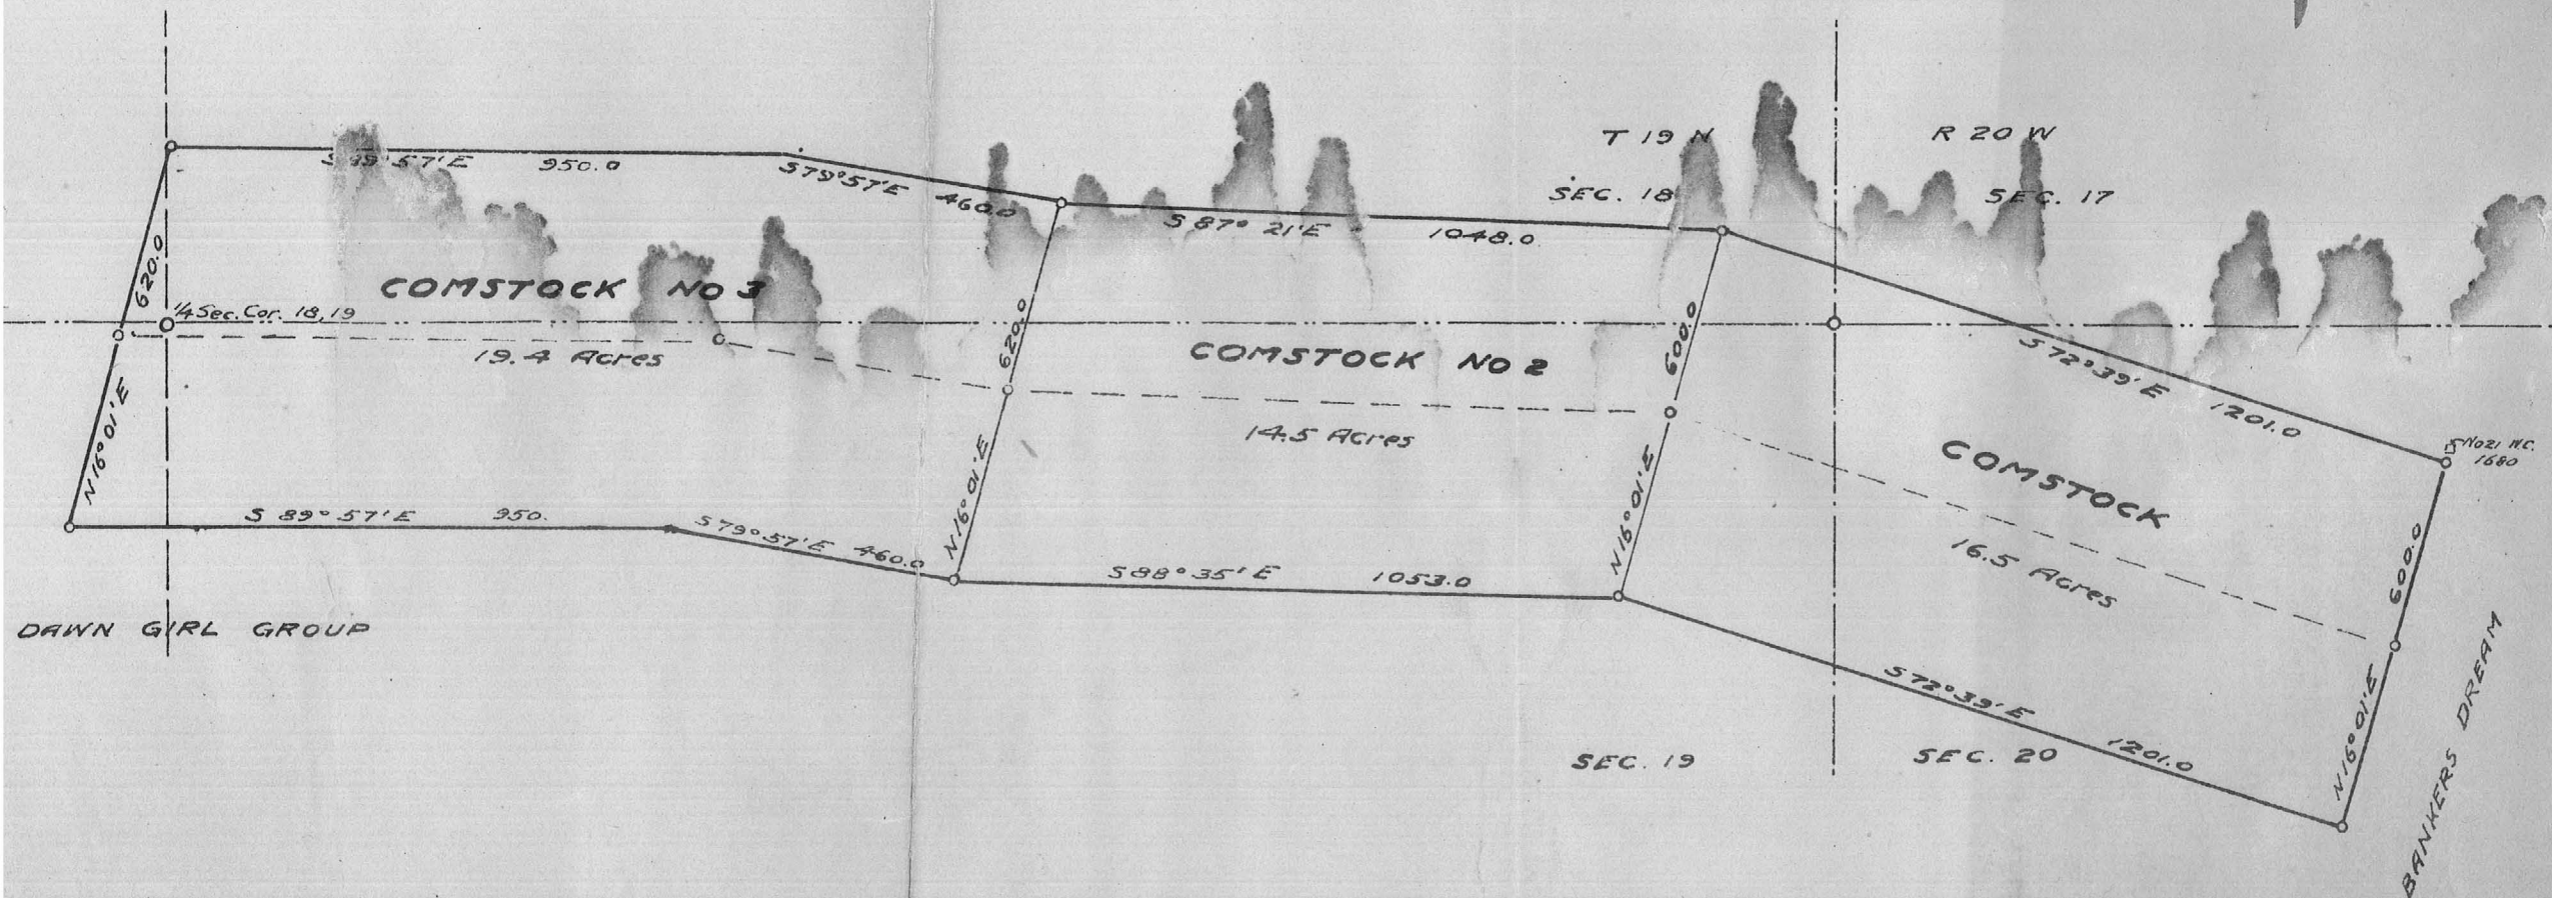 T 19 N R 20 W
SEC. 18 SEC. 17
S 89° 57' E 950.0
S 79° 57' E 460.0
S 87° 21' E 1048.0
620.0
COMSTOCK NO 3
1/4 Sec. Cor. 18, 19
19.4 Acres
N 16° 01' E
620.0
COMSTOCK NO 2
14.5 Acres
N 16° 01' E
600.0
S 72° 39' E 1201.0
COMSTOCK
16.5 Acres
N 16° 01' E
No 21 W.C.
1680
600.0
N 16° 01' E
S 89° 57' E 950.
S 79° 57' E 460.0
S 88° 35' E 1053.0
S 72° 39' E 1201.0
DAWN GIRL GROUP
SEC. 19 SEC. 20
BANKERS DREAM